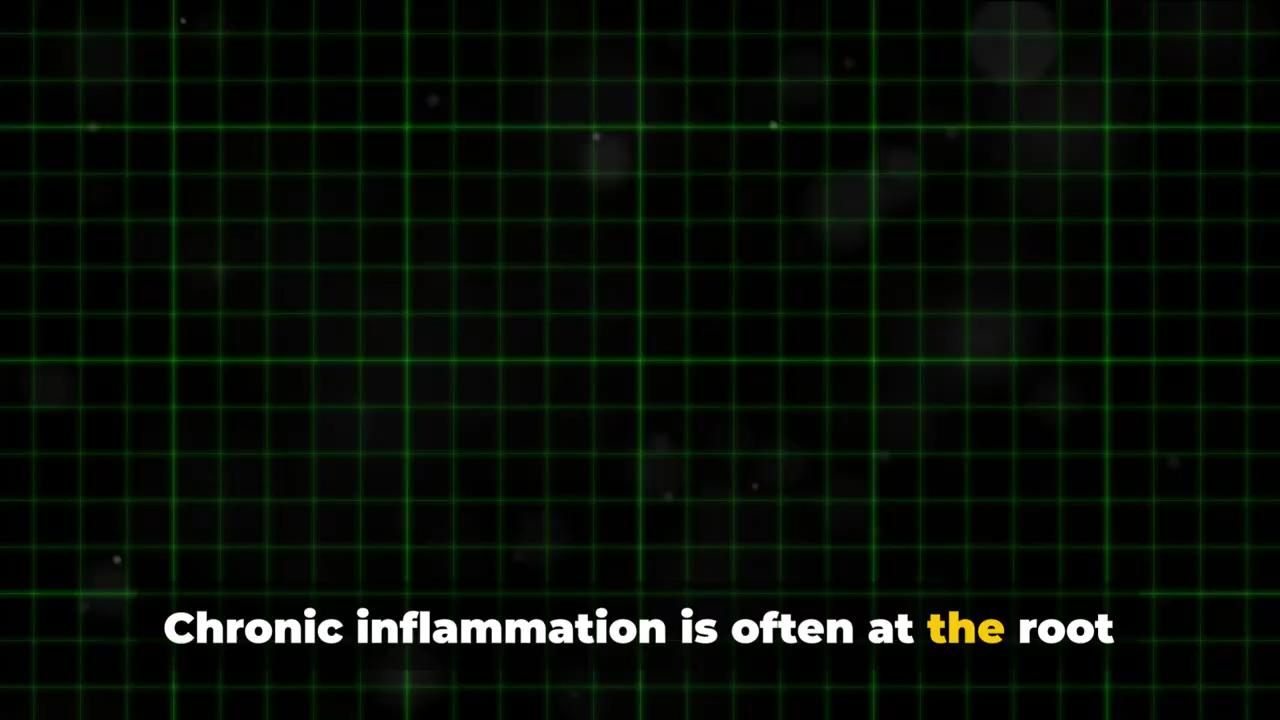 Chronic inflammation is often at the root